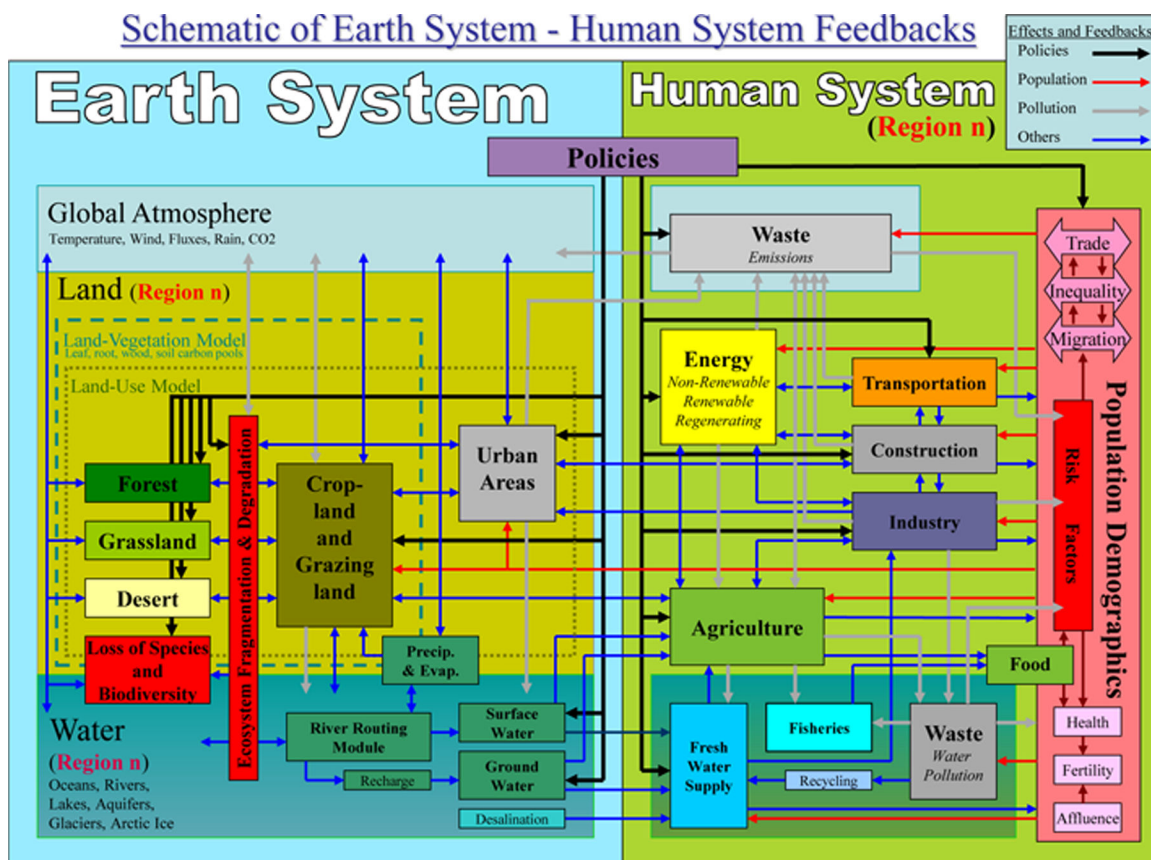 Schematic of Earth System - Human System Feedbacks
Effects and Feedbacks
Policies
Population
Pollution
Others
Earth System
Human System
(Region n)
Policies
Global Atmosphere
Temperature, Wind, Fluxes, Rain, CO2
Land (Region n)
Land-Vegetation Model
Leaf, root, wood, soil carbon pools
Land-Use Model
Forest
Grassland
Desert
Loss of Species
and
Biodiversity
Ecosystem Fragmentation & Degradation
Crop-
land
and
Grazing
land
Urban
Areas
Precip.
& Evap.
Water
(Region n)
Oceans, Rivers,
Lakes, Aquifers,
Glaciers, Arctic Ice
River Routing
Module
Recharge
Surface
Water
Ground
Water
Desalination
Waste
Emissions
Energy
Non-Renewable
Renewable
Regenerating
Transportation
Construction
Industry
Agriculture
Food
Fresh
Water
Supply
Fisheries
Waste
Water
Pollution
Recycling
Trade
Inequality
Migration
Risk Factors
Population Demographics
Health
Fertility
Affluence